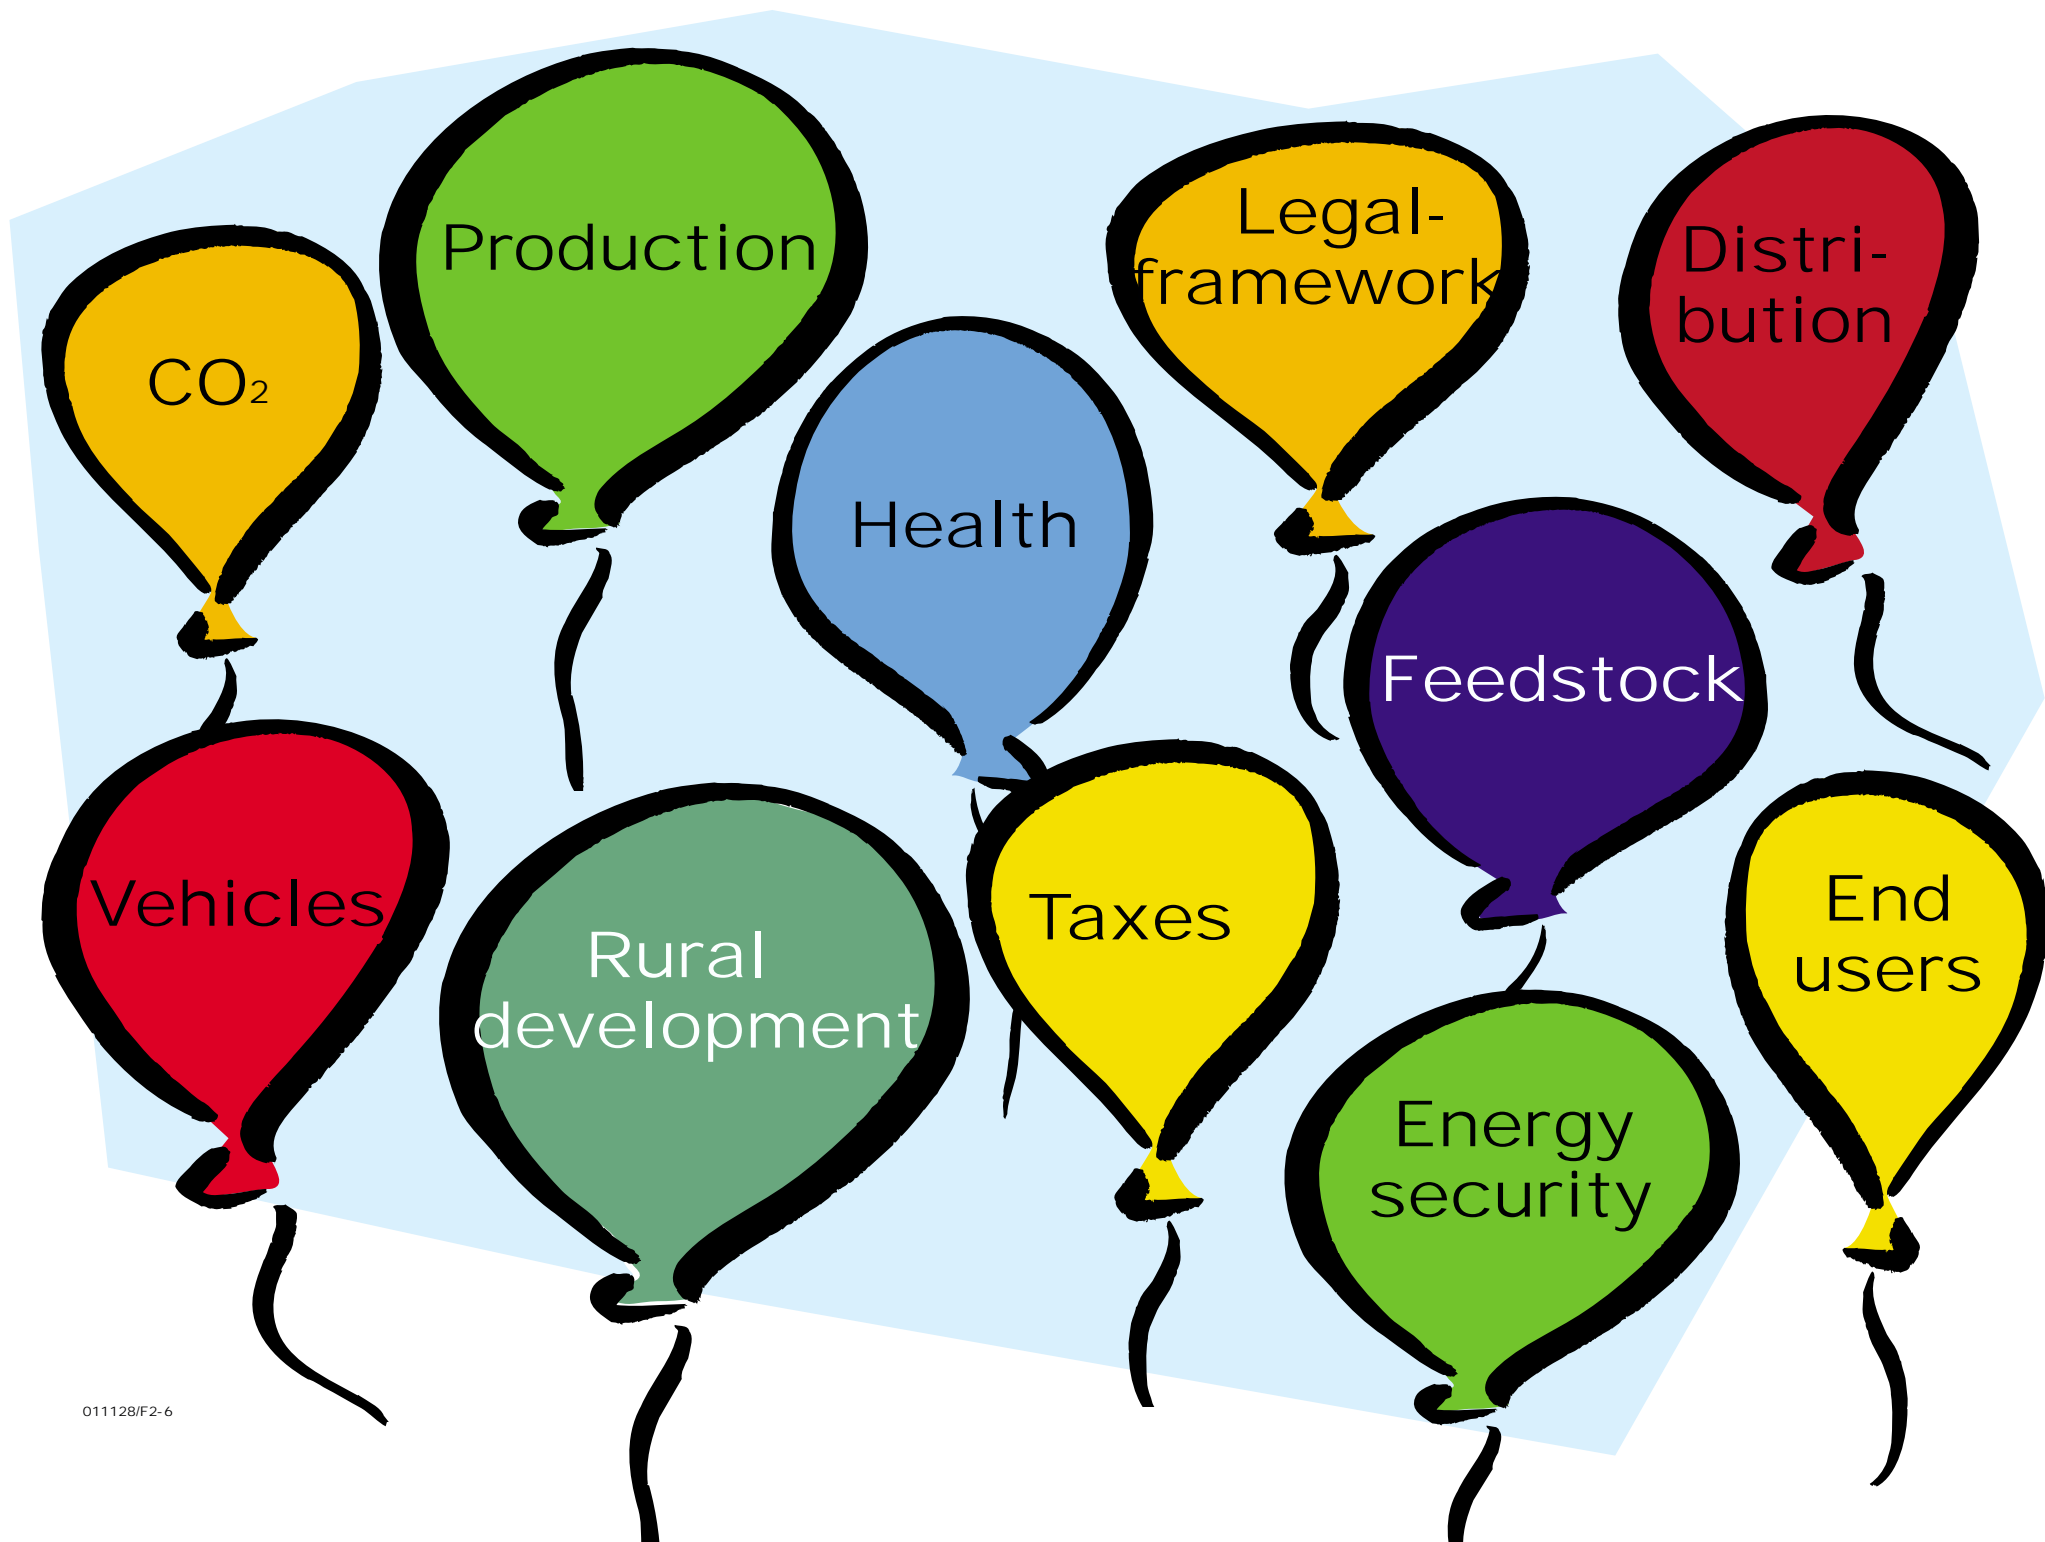 Production
Legal-
framework
Distri-
bution
CO₂
Health
Feedstock
Vehicles
Rural
development
Taxes
End
users
Energy
security
011128/F2-6